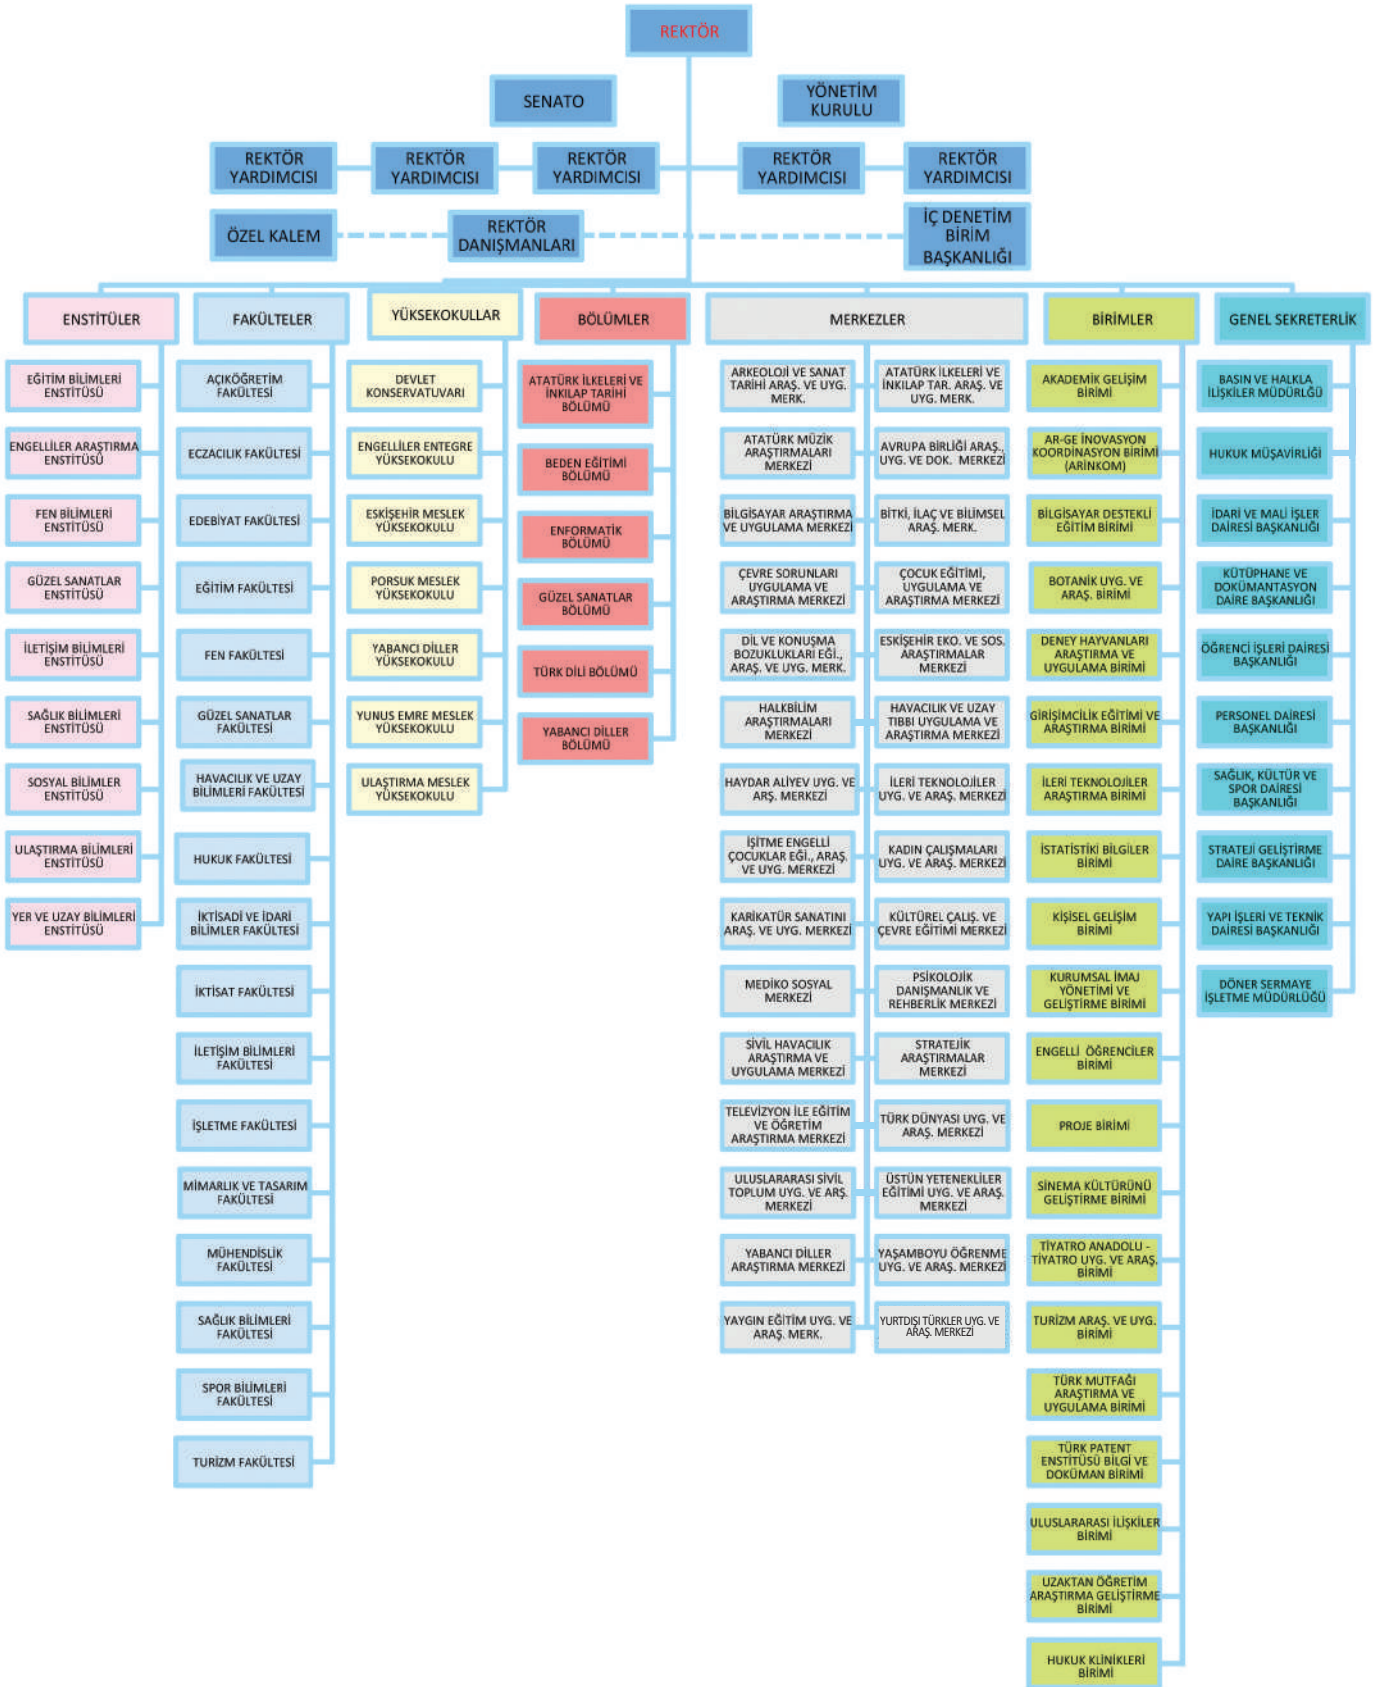 REKTÖR
SENATO
YÖNETİM
KURULU
REKTÖR
YARDIMCISI
REKTÖR
YARDIMCISI
REKTÖR
YARDIMCISI
REKTÖR
YARDIMCISI
REKTÖR
YARDIMCISI
ÖZEL KALEM
REKTÖR
DANIŞMANLARI
İÇ DENETİM
BİRİM
BAŞKANLIĞI
ENSTİTÜLER
EĞİTİM BİLİMLERİ
ENSTİTÜSÜ
ENGELLİLER ARAŞTIRMA
ENSTİTÜSÜ
FEN BİLİMLERİ
ENSTİTÜSÜ
GÜZEL SANATLAR
ENSTİTÜSÜ
İLETİŞİM BİLİMLERİ
ENSTİTÜSÜ
SAĞLIK BİLİMLERİ
ENSTİTÜSÜ
SOSYAL BİLİMLER
ENSTİTÜSÜ
ULAŞTIRMA BİLİMLERİ
ENSTİTÜSÜ
YER VE UZAY BİLİMLERİ
ENSTİTÜSÜ
FAKÜLTELER
AÇIKÖĞRETİM
FAKÜLTESİ
ECZACILIK FAKÜLTESİ
EDEBİYAT FAKÜLTESİ
EĞİTİM FAKÜLTESİ
FEN FAKÜLTESİ
GÜZEL SANATLAR
FAKÜLTESİ
HAVACILIK VE UZAY
BİLİMLERİ FAKÜLTESİ
HUKUK FAKÜLTESİ
İKTİSADİ VE İDARİ
BİLİMLER FAKÜLTESİ
İKTİSAT FAKÜLTESİ
İLETİŞİM BİLİMLERİ
FAKÜLTESİ
İŞLETME FAKÜLTESİ
MİMARLIK VE TASARIM
FAKÜLTESİ
MÜHENDİSLİK
FAKÜLTESİ
SAĞLIK BİLİMLERİ
FAKÜLTESİ
SPOR BİLİMLERİ
FAKÜLTESİ
TURİZM FAKÜLTESİ
YÜKSEKOKULLAR
DEVLET
KONSERVATUVARI
ENGELLİLER ENTEGRE
YÜKSEKOKULU
ESKİŞEHİR MESLEK
YÜKSEKOKULU
PORSUK MESLEK
YÜKSEKOKULU
YABANCI DİLLER
YÜKSEKOKULU
YUNUS EMRE MESLEK
YÜKSEKOKULU
ULAŞTIRMA MESLEK
YÜKSEKOKULU
BÖLÜMLER
ATATÜRK İLKELERİ VE
İNKILAP TARİHİ
BÖLÜMÜ
BEDEN EĞİTİMİ
BÖLÜMÜ
ENFORMATİK
BÖLÜMÜ
GÜZEL SANATLAR
BÖLÜMÜ
TÜRK DİLİ BÖLÜMÜ
YABANCI DİLLER
BÖLÜMÜ
MERKEZLER
ARKEOLOJİ VE SANAT
TARİHİ ARAŞ. VE UYG.
MERK.
ATATÜRK İLKELERİ VE
İNKILAP TAR. ARAŞ. VE
UYG. MERK.
ATATÜRK MÜZİK
ARAŞTIRMALARI
MERKEZİ
AVRUPA BİRLİĞİ ARAŞ.,
UYG. VE DOK. MERKEZİ
BİLGİSAYAR ARAŞTIRMA
VE UYGULAMA MERKEZİ
BİTKİ, İLAÇ VE BİLİMSEL
ARAŞ. MERK.
ÇEVRE SORUNLARI
UYGULAMA VE
ARAŞTIRMA MERKEZİ
ÇOCUK EĞİTİMİ,
UYGULAMA VE
ARAŞTIRMA MERKEZİ
DİL VE KONUŞMA
BOZUKLUKLARI EĞİ.,
ARAŞ. VE UYG. MERK.
ESKİŞEHİR EKO. VE SOS.
ARAŞTIRMALAR
MERKEZİ
HALKBİLİM
ARAŞTIRMALARI
MERKEZİ
HAVACILIK VE UZAY
TIBBI UYGULAMA VE
ARAŞTIRMA MERKEZİ
HAYDAR ALİYEV UYG. VE
ARŞ. MERKEZİ
İLERİ TEKNOLOJİLER
UYG. VE ARAŞ. MERKEZİ
İŞİTME ENGELLİ
ÇOCUKLAR EĞİ., ARAŞ.
VE UYG. MERKEZİ
KADIN ÇALIŞMALARI
UYG. VE ARAŞ. MERKEZİ
KARİKATÜR SANATINI
ARAŞ. VE UYG. MERKEZİ
KÜLTÜREL ÇALIŞ. VE
ÇEVRE EĞİTİMİ MERKEZİ
MEDİKO SOSYAL
MERKEZİ
PSİKOLOJİK
DANIŞMANLIK VE
REHBERLİK MERKEZİ
SİVİL HAVACILIK
ARAŞTIRMA VE
UYGULAMA MERKEZİ
STRATEJİK
ARAŞTIRMALAR
MERKEZİ
TELEVİZYON İLE EĞİTİM
VE ÖĞRETİM
ARAŞTIRMA MERKEZİ
TÜRK DÜNYASI UYG. VE
ARAŞ. MERKEZİ
ULUSLARARASI SİVİL
TOPLUM UYG. VE ARŞ.
MERKEZİ
ÜSTÜN YETENEKLİLER
EĞİTİMİ UYG. VE ARAŞ.
MERKEZİ
YABANCI DİLLER
ARAŞTIRMA MERKEZİ
YAŞAMBOYU ÖĞRENME
UYG. VE ARAŞ. MERKEZİ
YAYGIN EĞİTİM UYG. VE
ARAŞ. MERK.
YURTDIŞI TÜRKLER UYG. VE
ARAŞ. MERKEZİ
BİRİMLER
AKADEMİK GELİŞİM
BİRİMİ
AR-GE İNOVASYON
KOORDİNASYON BİRİMİ
(ARİNKOM)
BİLGİSAYAR DESTEKLİ
EĞİTİM BİRİMİ
BOTANİK UYG. VE
ARAŞ. BİRİMİ
DENEY HAYVANLARI
ARAŞTIRMA VE
UYGULAMA BİRİMİ
GİRİŞİMCİLİK EĞİTİMİ VE
ARAŞTIRMA BİRİMİ
İLERİ TEKNOLOJİLER
ARAŞTIRMA BİRİMİ
İSTATİSTİKİ BİLGİLER
BİRİMİ
KİŞİSEL GELİŞİM
BİRİMİ
KURUMSAL İMAJ
YÖNETİMİ VE
GELİŞTİRME BİRİMİ
ENGELLİ ÖĞRENCİLER
BİRİMİ
PROJE BİRİMİ
SİNEMA KÜLTÜRÜNÜ
GELİŞTİRME BİRİMİ
TİYATRO ANADOLU -
TİYATRO UYG. VE ARAŞ.
BİRİMİ
TURİZM ARAŞ. VE UYG.
BİRİMİ
TÜRK MUTFAĞI
ARAŞTIRMA VE
UYGULAMA BİRİMİ
TÜRK PATENT
ENSTİTÜSÜ BİLGİ VE
DOKÜMAN BİRİMİ
ULUSLARARASI İLİŞKİLER
BİRİMİ
UZAKTAN ÖĞRETİM
ARAŞTIRMA GELİŞTİRME
BİRİMİ
HUKUK KLİNİKLERİ
BİRİMİ
GENEL SEKRETERLİK
BASIN VE HALKLA
İLİŞKİLER MÜDÜRLĞÜ
HUKUK MÜŞAVİRLİĞİ
İDARİ VE MALİ İŞLER
DAİRESİ BAŞKANLIĞI
KÜTÜPHANE VE
DOKÜMANTASYON
DAİRE BAŞKANLIĞI
ÖĞRENCİ İŞLERİ DAİRESİ
BAŞKANLIĞI
PERSONEL DAİRESİ
BAŞKANLIĞI
SAĞLIK, KÜLTÜR VE
SPOR DAİRESİ
BAŞKANLIĞI
STRATEJİ GELİŞTİRME
DAİRE BAŞKANLIĞI
YAPI İŞLERİ VE TEKNİK
DAİRESİ BAŞKANLIĞI
DÖNER SERMAYE
İŞLETME MÜDÜRLÜĞÜ